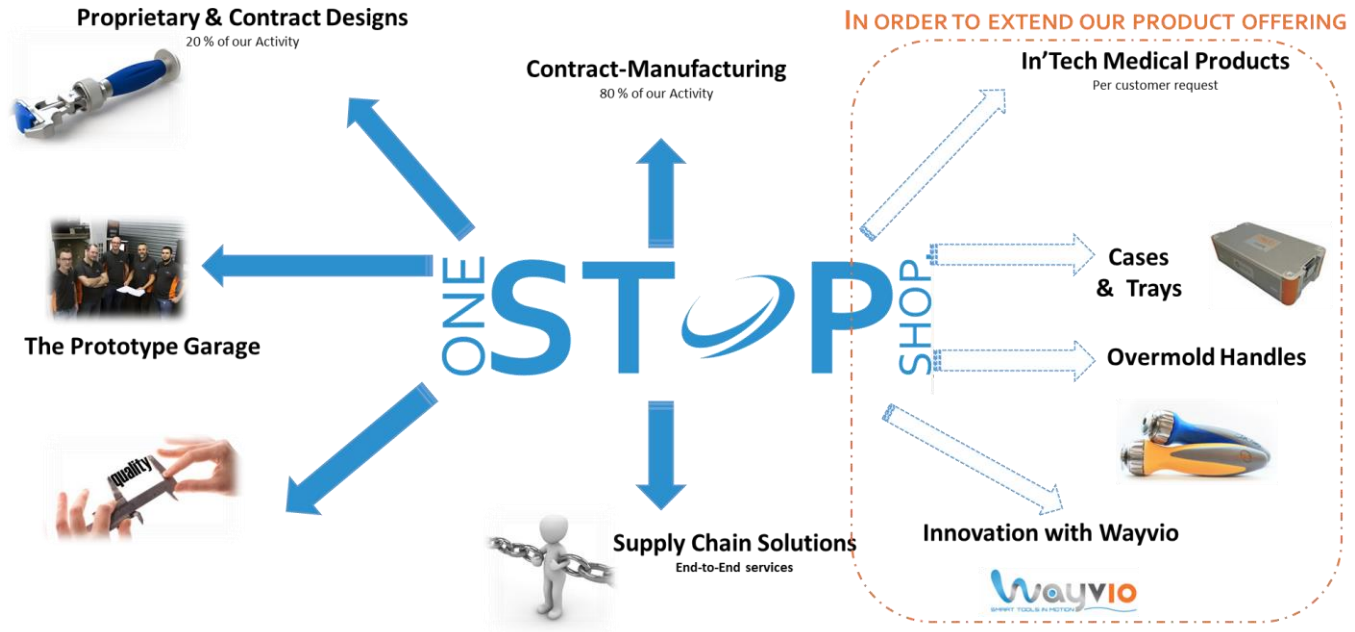 Proprietary & Contract Designs
20 % of our Activity
IN ORDER TO EXTEND OUR PRODUCT OFFERING
Contract-Manufacturing
80 % of our Activity
In'Tech Medical Products
Per customer request
The Prototype Garage
ONE
STOP
SHOP
Cases
& Trays
Overmold Handles
quality
Supply Chain Solutions
End-to-End services
Innovation with Wayvio
Wayvio
SMART TOOLS IN MOTION